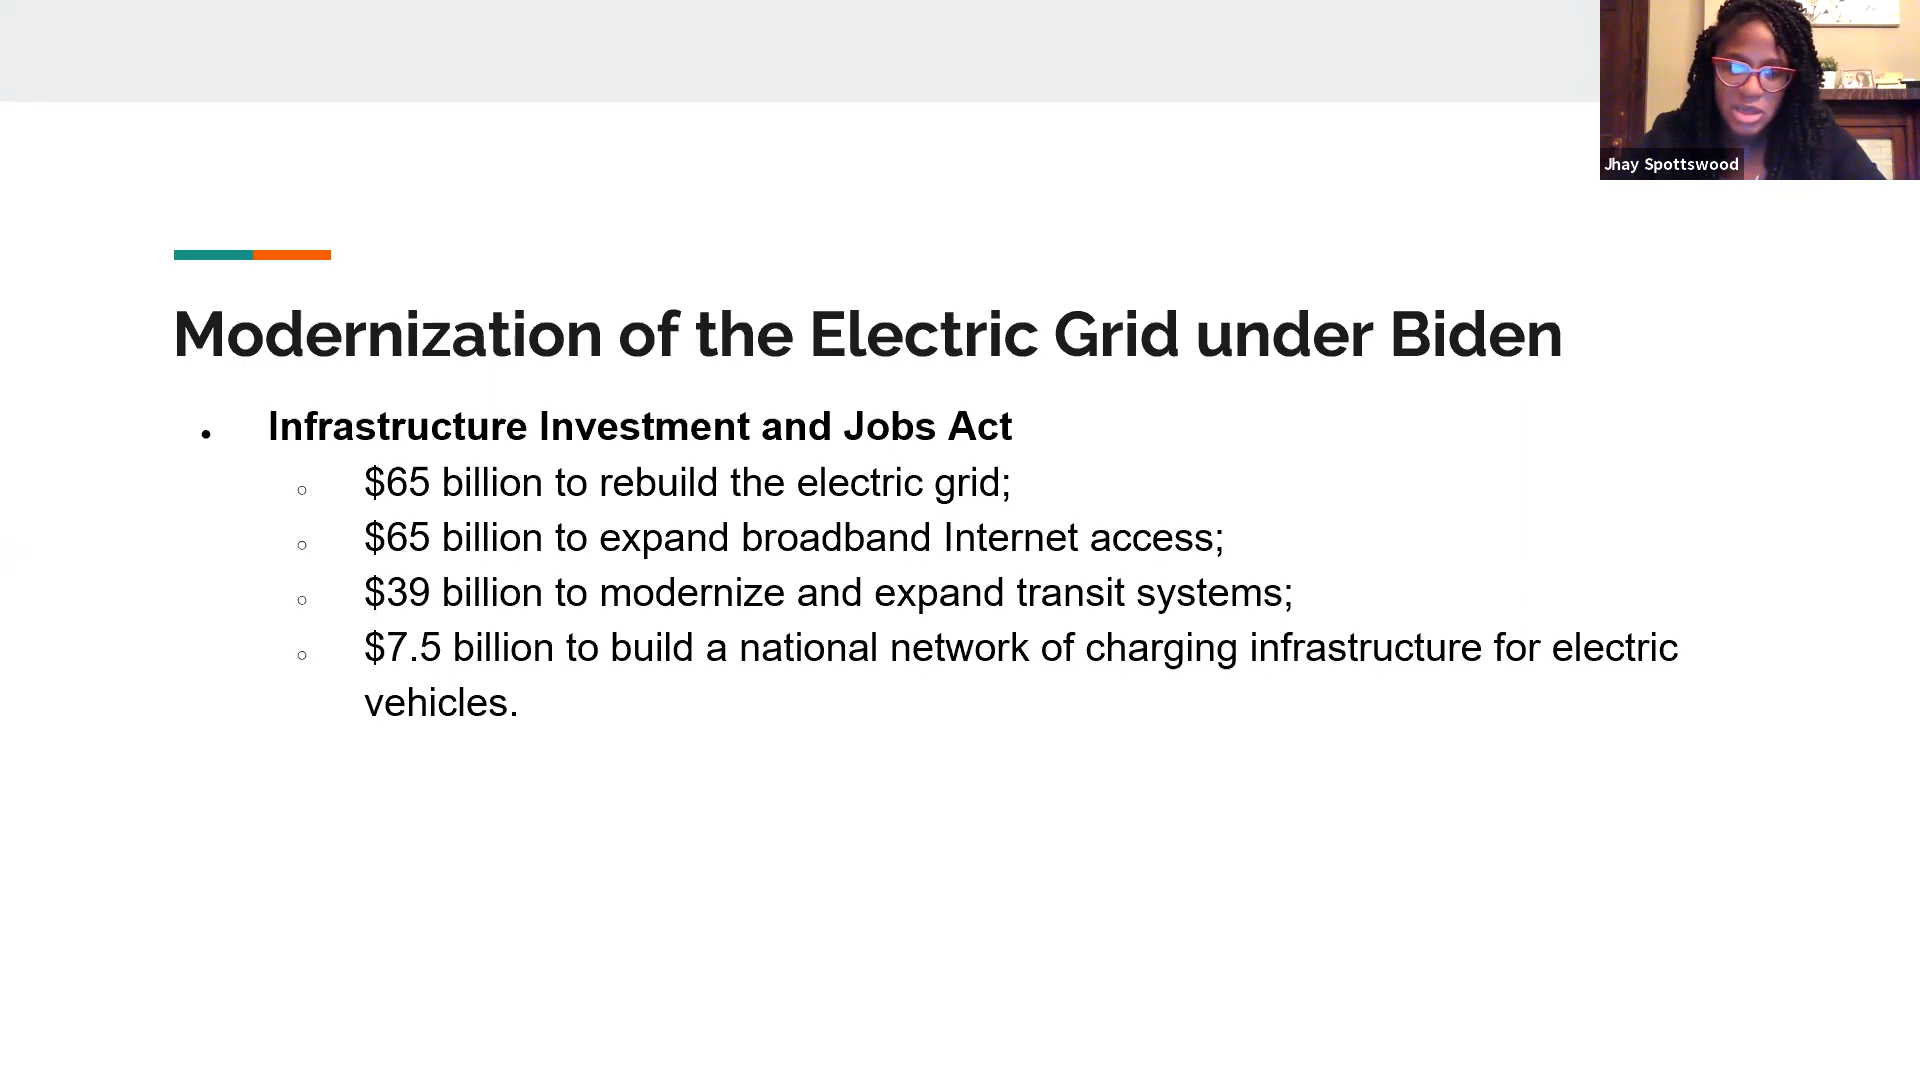 Jhay Spottswood
Modernization of the Electric Grid under Biden
• Infrastructure Investment and Jobs Act
○ $65 billion to rebuild the electric grid;
○ $65 billion to expand broadband Internet access;
○ $39 billion to modernize and expand transit systems;
○ $7.5 billion to build a national network of charging infrastructure for electric
vehicles.